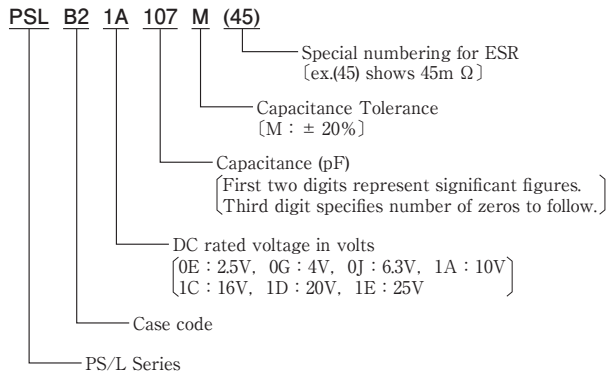 PSL B2 1A 107 M (45)
Special numbering for ESR
〔ex.(45) shows 45m Ω〕
Capacitance Tolerance
〔M : ± 20%〕
Capacitance (pF)
First two digits represent significant figures.
Third digit specifies number of zeros to follow.
DC rated voltage in volts
0E : 2.5V, 0G : 4V, 0J : 6.3V, 1A : 10V
1C : 16V, 1D : 20V, 1E : 25V
Case code
PS/L Series